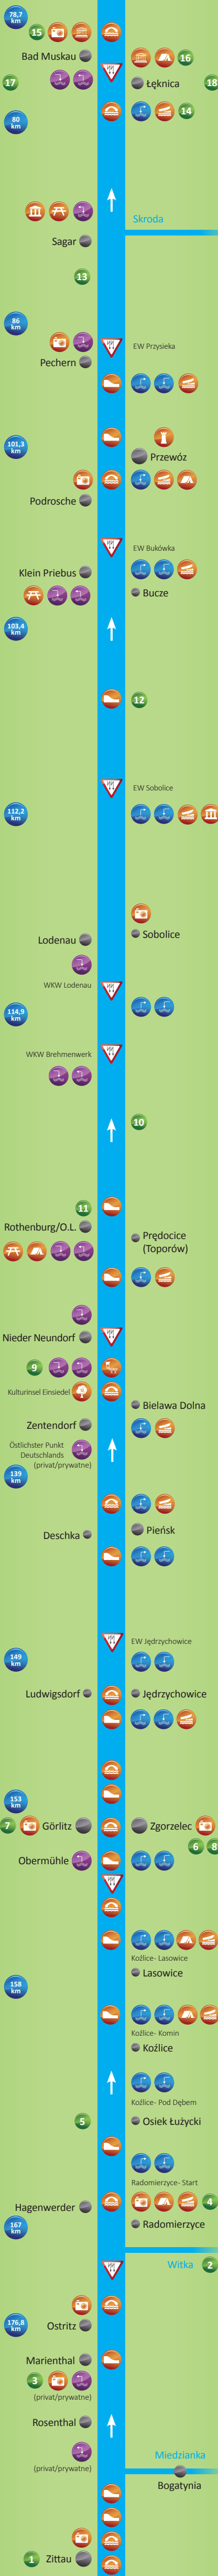 78,7
km
15
Bad Muskau
16
17
Łęknica
18
80
km
14
Skroda
Sagar
13
86
km
EW Przysieka
Pechern
101,3
km
Przewóz
Podrosche
EW Bukówka
Klein Priebus
Bucze
103,4
km
12
EW Sobolice
112,2
km
Sobolice
Lodenau
WKW Lodenau
114,9
km
WKW Brehmenwerk
10
11
Rothenburg/O.L.
Prędocice
(Toporów)
Nieder Neundorf
9
Kulturinsel Einsiedel
Bielawa Dolna
Zentendorf
Östlichster Punkt
Deutschlands
(privat/prywatne)
139
km
Pieńsk
Deschka
EW Jędrzychowice
149
km
Ludwigsdorf
Jędrzychowice
153
km
7
Görlitz
Zgorzelec
6
8
Obermühle
Koźlice- Lasowice
Lasowice
158
km
Koźlice- Komin
Koźlice
Koźlice- Pod Dębem
5
Osiek Łużycki
Radomierzyce- Start
4
Hagenwerder
Radomierzyce
167
km
Witka
2
176,8
km
Ostritz
Marienthal
3
(privat/prywatne)
Rosenthal
Miedzianka
(privat/prywatne)
Bogatynia
1
Zittau